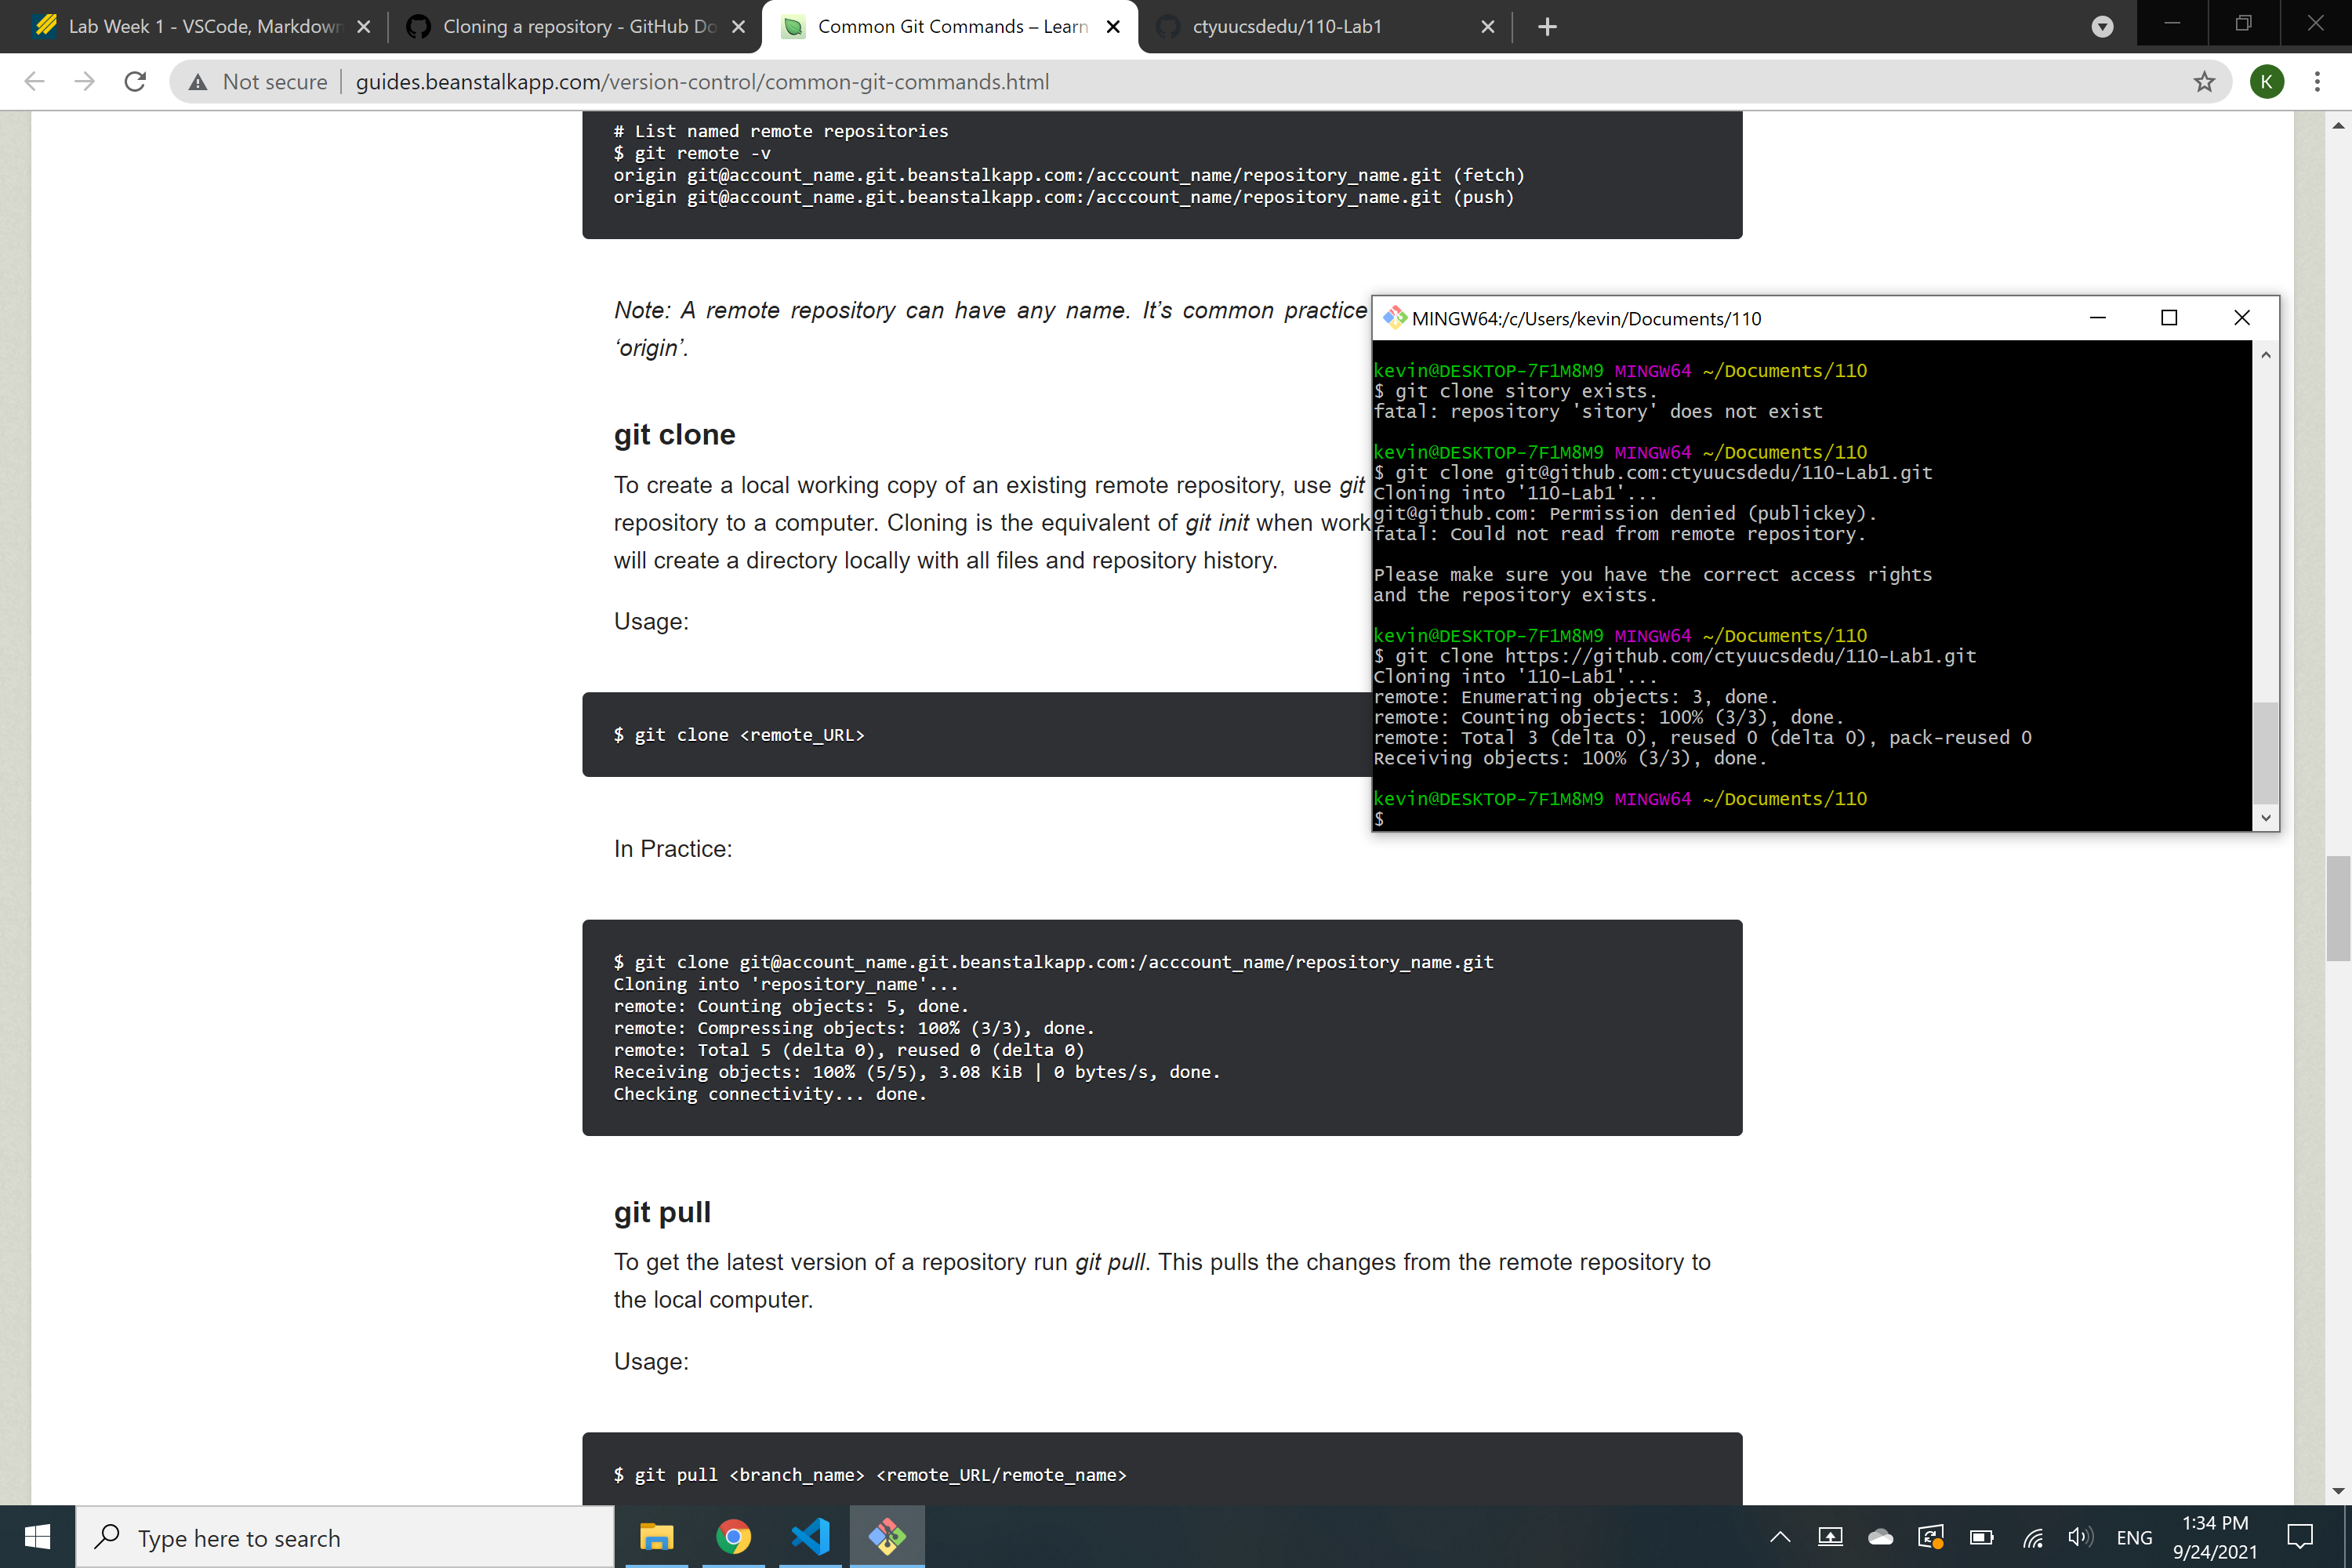 Lab Week 1 - VSCode, Markdown
Cloning a repository - GitHub Do
Common Git Commands – Learn
ctyuucsdedu/110-Lab1
Not secure
guides.beanstalkapp.com/version-control/common-git-commands.html
K
# List named remote repositories
$ git remote -v
origin git@account_name.git.beanstalkapp.com:/acccount_name/repository_name.git (fetch)
origin git@account_name.git.beanstalkapp.com:/acccount_name/repository_name.git (push)
Note: A remote repository can have any name. It’s common practice
‘origin’.
git clone
To create a local working copy of an existing remote repository, use git
repository to a computer. Cloning is the equivalent of git init when work
will create a directory locally with all files and repository history.
Usage:
$ git clone <remote_URL>
In Practice:
$ git clone git@account_name.git.beanstalkapp.com:/acccount_name/repository_name.git
Cloning into 'repository_name'...
remote: Counting objects: 5, done.
remote: Compressing objects: 100% (3/3), done.
remote: Total 5 (delta 0), reused 0 (delta 0)
Receiving objects: 100% (5/5), 3.08 KiB | 0 bytes/s, done.
Checking connectivity... done.
git pull
To get the latest version of a repository run git pull. This pulls the changes from the remote repository to
the local computer.
Usage:
$ git pull <branch_name> <remote_URL/remote_name>
MINGW64:/c/Users/kevin/Documents/110
kevin@DESKTOP-7F1M8M9 MINGW64 ~/Documents/110
$ git clone sitory exists.
fatal: repository 'sitory' does not exist
kevin@DESKTOP-7F1M8M9 MINGW64 ~/Documents/110
$ git clone git@github.com:ctyuucsdedu/110-Lab1.git
Cloning into '110-Lab1'...
git@github.com: Permission denied (publickey).
fatal: Could not read from remote repository.
Please make sure you have the correct access rights
and the repository exists.
kevin@DESKTOP-7F1M8M9 MINGW64 ~/Documents/110
$ git clone https://github.com/ctyuucsdedu/110-Lab1.git
Cloning into '110-Lab1'...
remote: Enumerating objects: 3, done.
remote: Counting objects: 100% (3/3), done.
remote: Total 3 (delta 0), reused 0 (delta 0), pack-reused 0
Receiving objects: 100% (3/3), done.
kevin@DESKTOP-7F1M8M9 MINGW64 ~/Documents/110
$
Type here to search
ENG
1:34 PM
9/24/2021